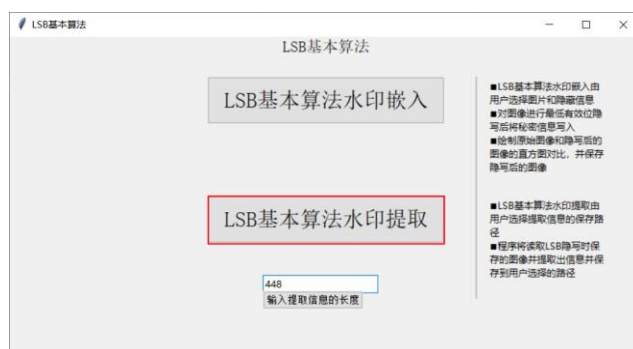 LSB基本算法
LSB基本算法
LSB基本算法水印嵌入
LSB基本算法水印提取
448
输入提取信息的长度
■LSB基本算法水印嵌入由
用户选择图片和隐藏信息
■对图像进行最低有效位隐
写后将秘密信息写入
■绘制原始图像和隐写后的
图像的直方图对比，并保存
隐写后的图像
■LSB基本算法水印提取由
用户选择提取信息的保存路
径
■程序将读取LSB隐写时保
存的图像并提取出信息并保
存到用户选择的路径